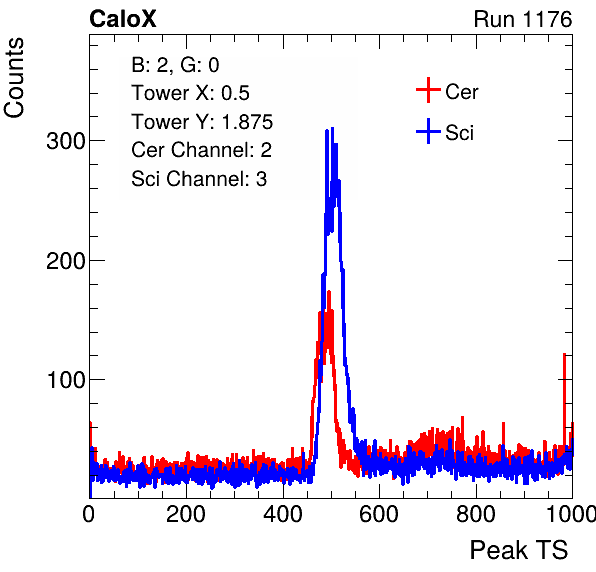 CaloX Run 1176
Counts
B: 2, G: 0
Tower X: 0.5
Tower Y: 1.875
Cer Channel: 2
Sci Channel: 3
Cer
Sci
300
200
100
0 200 400 600 800 1000
Peak TS